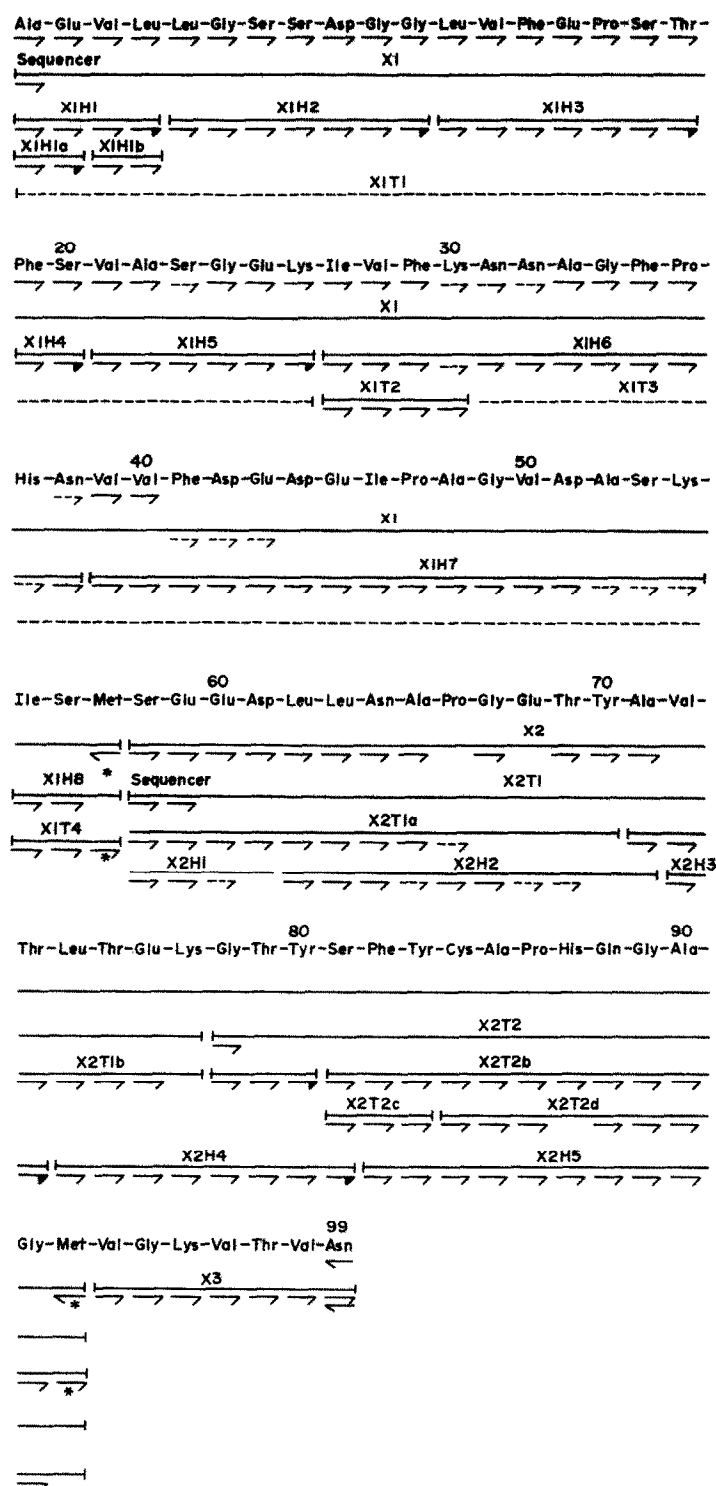 Ala-Glu-Val-Leu-Leu-Gly-Ser-Ser-Asp-Gly-Gly-Leu-Val-Phe-Glu-Pro-Ser-Thr-
Sequencer X1
X1H1 X1H2 X1H3
X1H1a X1H1b
X1T1
20 30
Phe-Ser-Val-Ala-Ser-Gly-Glu-Lys-Ile-Val-Phe-Lys-Asn-Asn-Ala-Gly-Phe-Pro-
X1
X1H4 X1H5 X1H6
X1T2 X1T3
40 50
His-Asn-Val-Val-Phe-Asp-Glu-Asp-Glu-Ile-Pro-Ala-Gly-Val-Asp-Ala-Ser-Lys-
X1
X1H7
60 70
Ile-Ser-Met-Ser-Glu-Glu-Asp-Leu-Leu-Asn-Ala-Pro-Gly-Glu-Thr-Tyr-Ala-Val-
X2
*
X1H8 Sequencer X2T1
X1T4 X2T1a
*
X2H1 X2H2 X2H3
80 90
Thr-Leu-Thr-Glu-Lys-Gly-Thr-Tyr-Ser-Phe-Tyr-Cys-Ala-Pro-His-Gln-Gly-Ala-
X2T2
X2T1b X2T2b
X2T2c X2T2d
X2H4 X2H5
99
Gly-Met-Val-Gly-Lys-Val-Thr-Val-Asn
X3
*
*